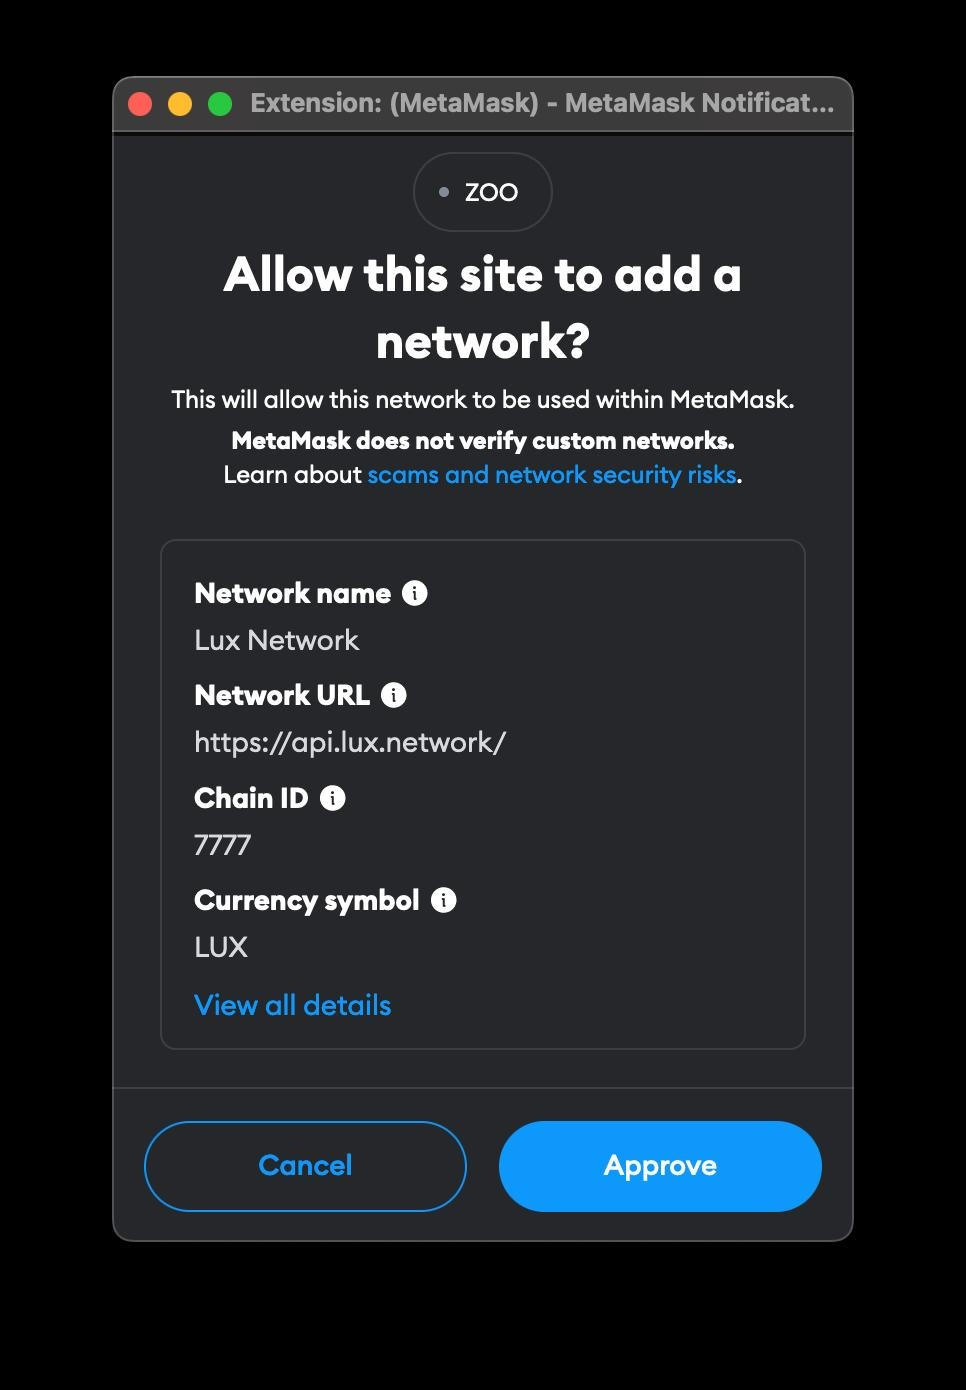 Extension: (MetaMask) - MetaMask Notificat...
ZOO
Allow this site to add a
network?
This will allow this network to be used within MetaMask.
MetaMask does not verify custom networks.
Learn about scams and network security risks.
Network name
Lux Network
Network URL
https://api.lux.network/
Chain ID
7777
Currency symbol
LUX
View all details
Cancel
Approve